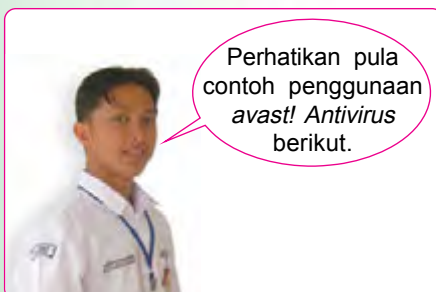 Perhatikan pula
contoh penggunaan
avast! Antivirus
berikut.